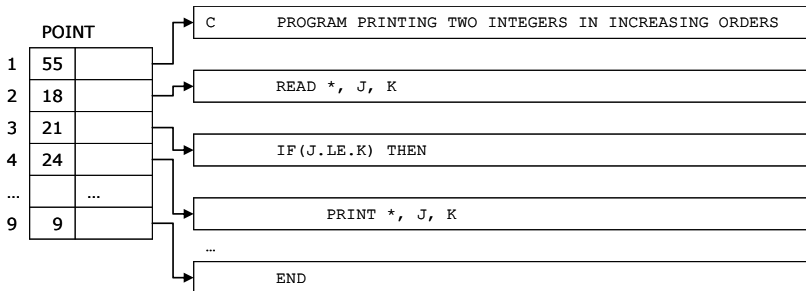 C PROGRAM PRINTING TWO INTEGERS IN INCREASING ORDERS
POINT
1 55
2 18
READ *, J, K
3 21
4 24
IF(J.LE.K) THEN
... ...
9 9
PRINT *, J, K
...
END